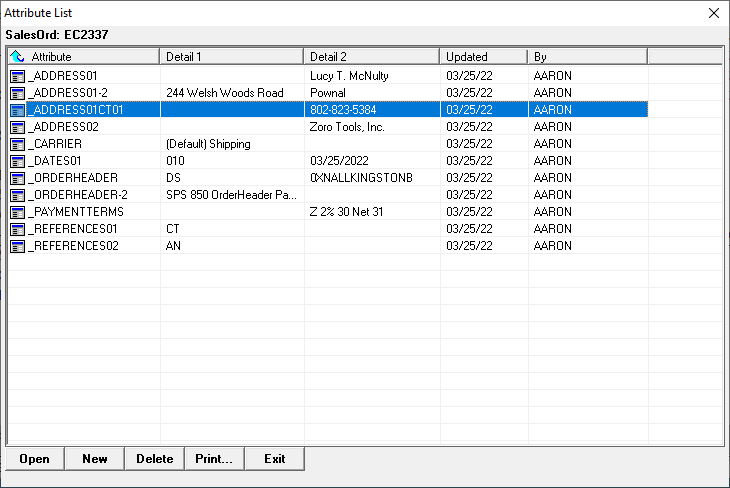 Attribute List
SalesOrd: EC2337
Attribute Detail 1 Detail 2 Updated By
_ADDRESS01 Lucy T. McNulty 03/25/22 AARON
_ADDRESS01-2 244 Welsh Woods Road Pownal 03/25/22 AARON
_ADDRESS01CT01 802-823-5384 03/25/22 AARON
_ADDRESS02 Zoro Tools, Inc. 03/25/22 AARON
_CARRIER (Default) Shipping 03/25/22 AARON
_DATES01 010 03/25/2022 03/25/22 AARON
_ORDERHEADER DS 0XNALLKINGSTONB 03/25/22 AARON
_ORDERHEADER-2 SPS 850 OrderHeader Pa... 03/25/22 AARON
_PAYMENTTERMS Z 2% 30 Net 31 03/25/22 AARON
_REFERENCES01 CT 03/25/22 AARON
_REFERENCES02 AN 03/25/22 AARON
Open New Delete Print... Exit